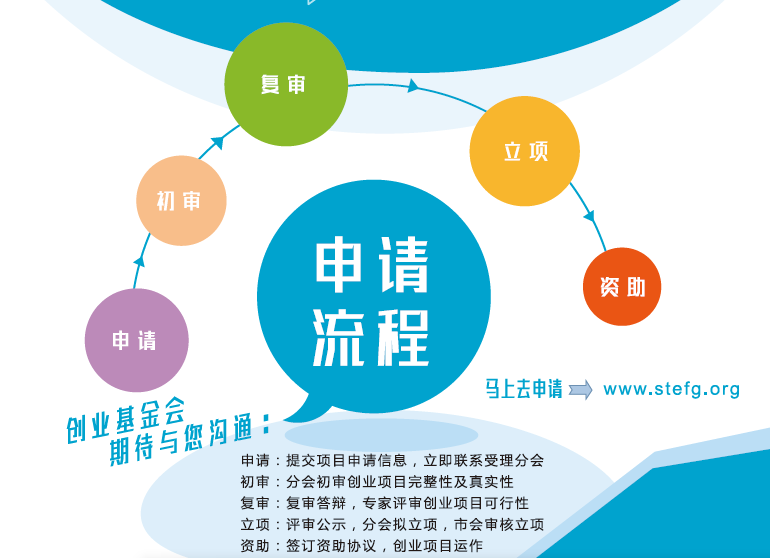 复审
立项
初审
申请
流程
资助
申请
马上去申请 www.stefg.org
创业基金会
期待与您沟通：
申请：提交项目申请信息，立即联系受理分会
初审：分会初审创业项目完整性及真实性
复审：复审答辩，专家评审创业项目可行性
立项：评审公示，分会拟立项，市会审核立项
资助：签订资助协议，创业项目运作